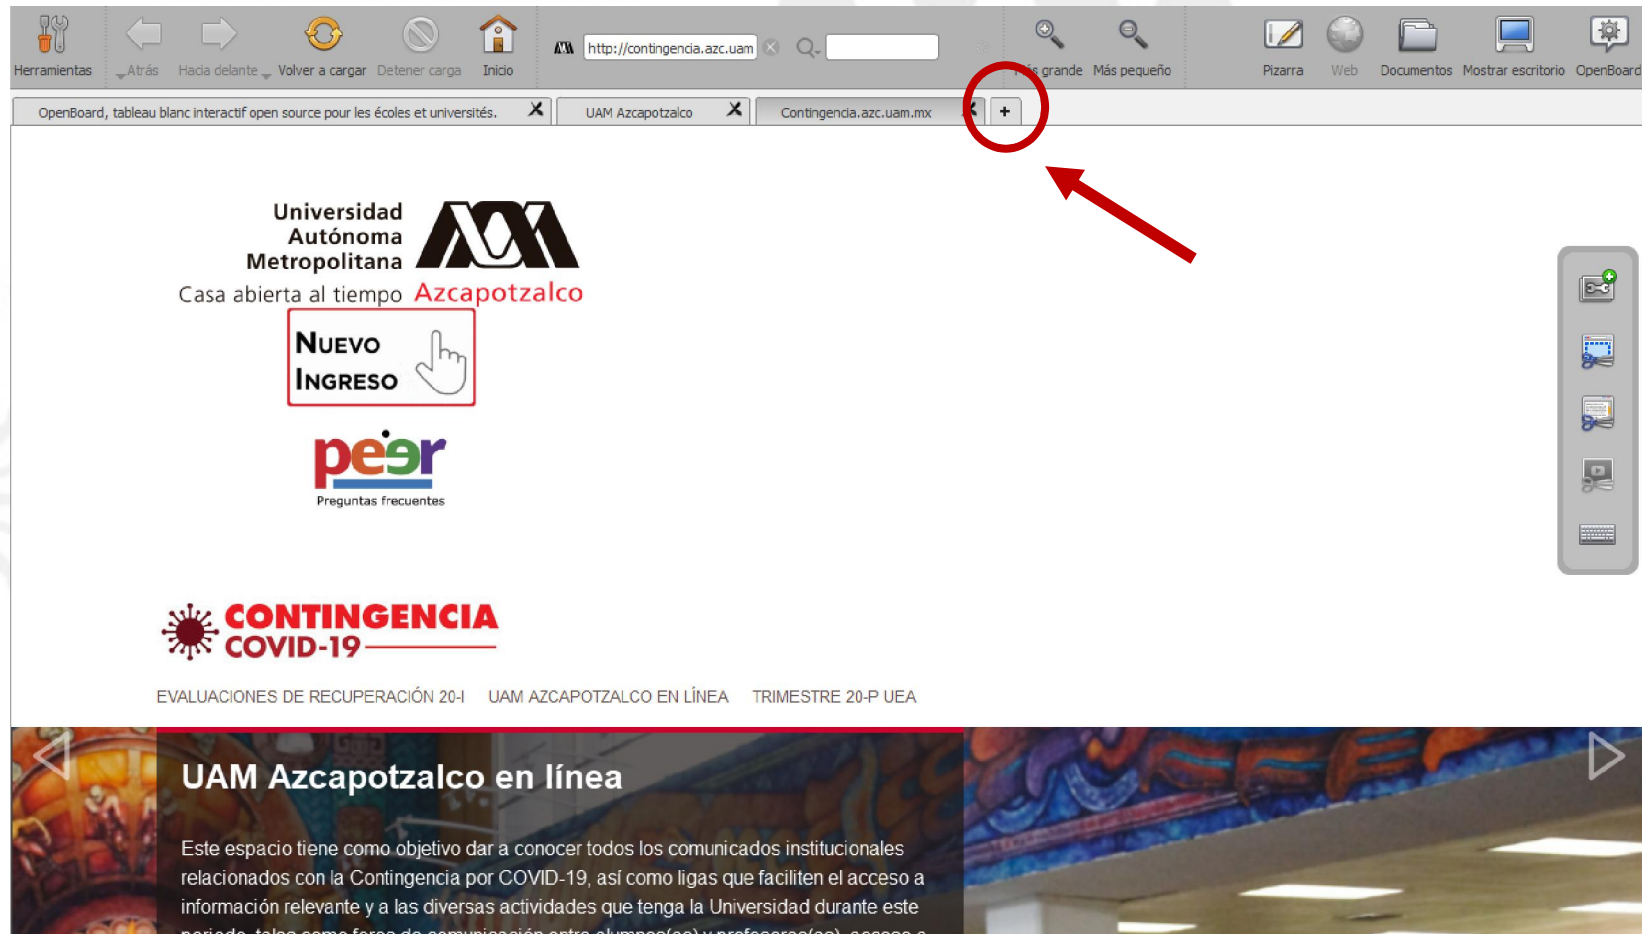 Herramientas
Atrás
Hacia delante
Volver a cargar
Detener carga
Inicio
http://contingencia.azc.uam
Más grande
Más pequeño
Pizarra
Web
Documentos
Mostrar escritorio
OpenBoard
OpenBoard, tableau blanc interactif open source pour les écoles et universités.
UAM Azcapotzalco
Contingencia.azc.uam.mx
Universidad
Autónoma
Metropolitana
Casa abierta al tiempo Azcapotzalco
NUEVO
INGRESO
peer
Preguntas frecuentes
CONTINGENCIA
COVID-19
EVALUACIONES DE RECUPERACIÓN 20-I UAM AZCAPOTZALCO EN LÍNEA TRIMESTRE 20-P UEA
UAM Azcapotzalco en línea
Este espacio tiene como objetivo dar a conocer todos los comunicados institucionales
relacionados con la Contingencia por COVID-19, así como ligas que faciliten el acceso a
información relevante y a las diversas actividades que tenga la Universidad durante este